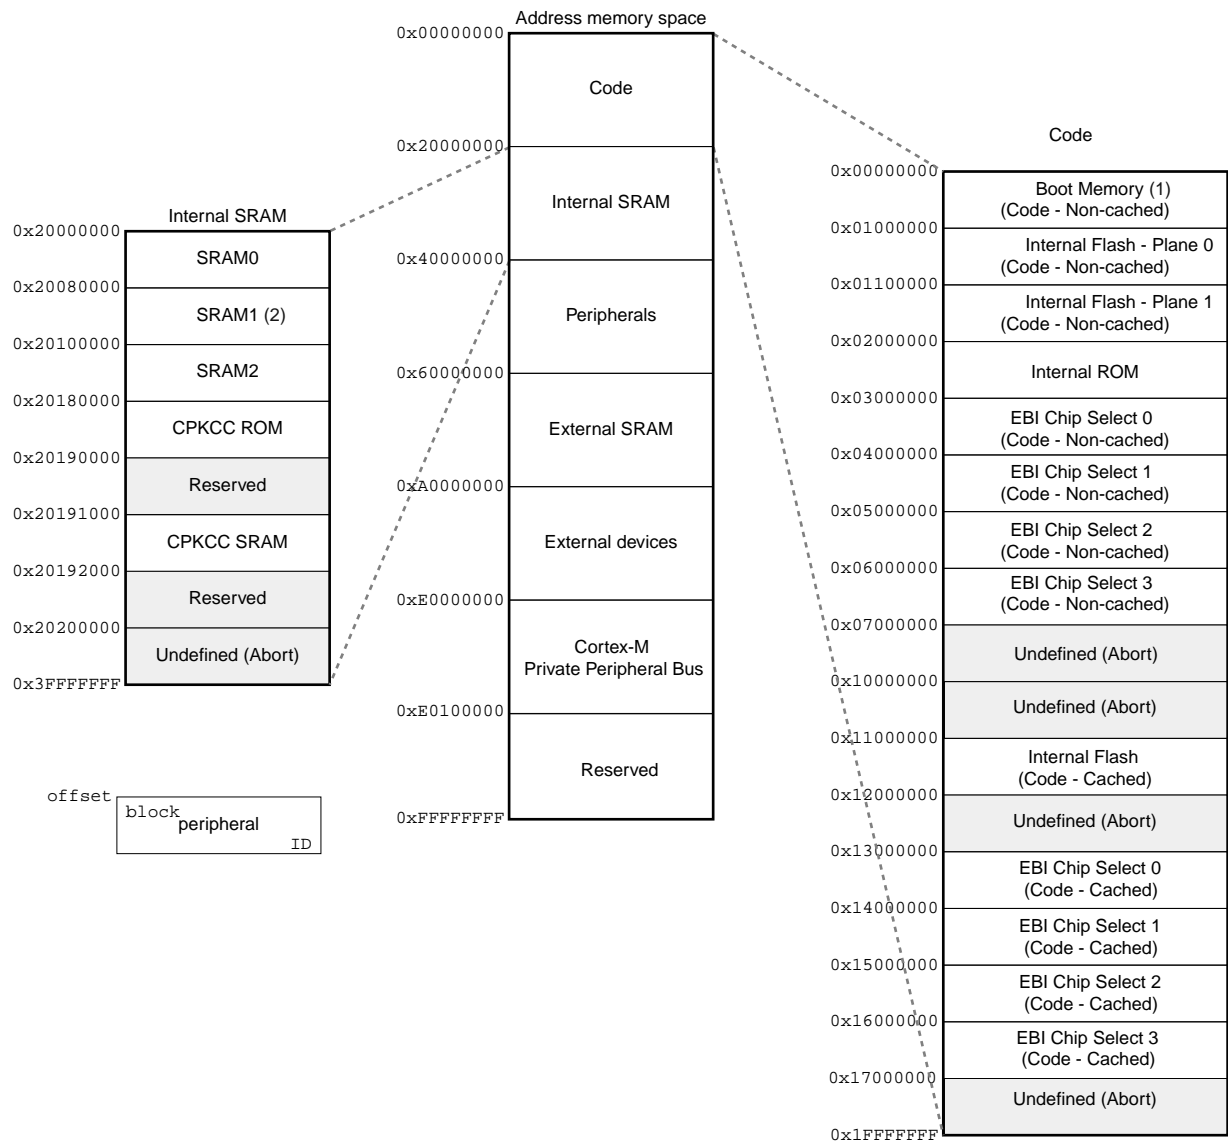 Address memory space
0x00000000
Code
0x20000000
Internal SRAM
0x40000000
Peripherals
0x60000000
External SRAM
0xA0000000
External devices
0xE0000000
Cortex-M
Private Peripheral Bus
0xE0100000
Reserved
0xFFFFFFFF
Internal SRAM
0x20000000
SRAM0
0x20080000
SRAM1 (2)
0x20100000
SRAM2
0x20180000
CPKCC ROM
0x20190000
Reserved
0x20191000
CPKCC SRAM
0x20192000
Reserved
0x20200000
Undefined (Abort)
0x3FFFFFFF
offset
block
peripheral
ID
Code
0x00000000
Boot Memory (1)
(Code - Non-cached)
0x01000000
Internal Flash - Plane 0
(Code - Non-cached)
0x01100000
Internal Flash - Plane 1
(Code - Non-cached)
0x02000000
Internal ROM
0x03000000
EBI Chip Select 0
(Code - Non-cached)
0x04000000
EBI Chip Select 1
(Code - Non-cached)
0x05000000
EBI Chip Select 2
(Code - Non-cached)
0x06000000
EBI Chip Select 3
(Code - Non-cached)
0x07000000
Undefined (Abort)
0x10000000
Undefined (Abort)
0x11000000
Internal Flash
(Code - Cached)
0x12000000
Undefined (Abort)
0x13000000
EBI Chip Select 0
(Code - Cached)
0x14000000
EBI Chip Select 1
(Code - Cached)
0x15000000
EBI Chip Select 2
(Code - Cached)
0x16000000
EBI Chip Select 3
(Code - Cached)
0x17000000
Undefined (Abort)
0x1FFFFFFF